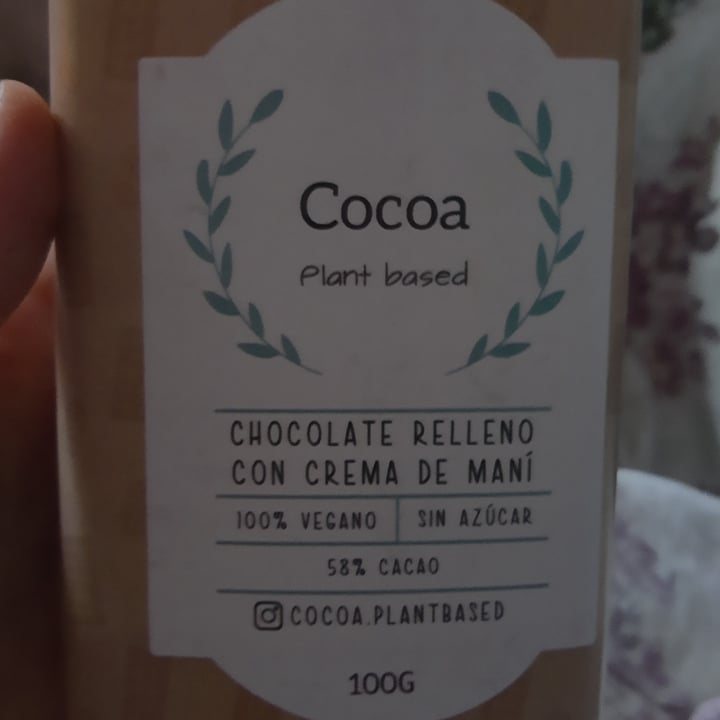 Cocoa
Plant based
CHOCOLATE RELLENO
CON CREMA DE MANÍ
100% VEGANO SIN AZÚCAR
58% CACAO
COCOA.PLANTBASED
100G